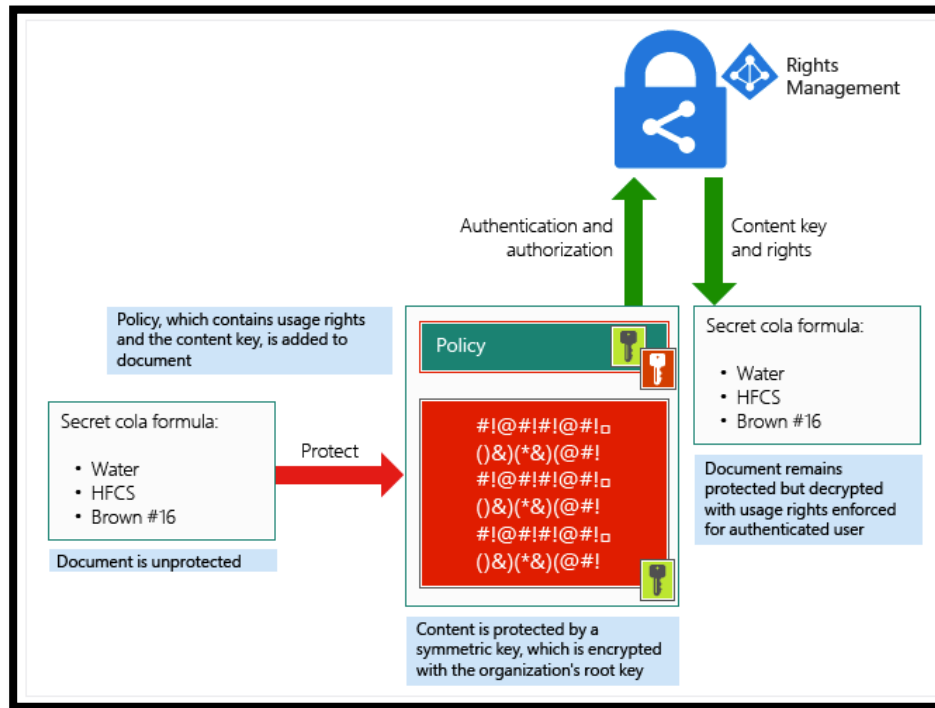 Rights
Management
Authentication and
authorization
Content key
and rights
Policy, which contains usage rights
and the content key, is added to
document
Policy
Secret cola formula:
• Water
• HFCS
• Brown #16
Secret cola formula:
• Water
• HFCS
• Brown #16
Protect
#!@#!#!@#!□
()&)(*&)(@#!
#!@#!#!@#!□
()&)(*&)(@#!
#!@#!#!@#!□
()&)(*&)(@#!
Document remains
protected but decrypted
with usage rights enforced
for authenticated user
Document is unprotected
Content is protected by a
symmetric key, which is encrypted
with the organization's root key